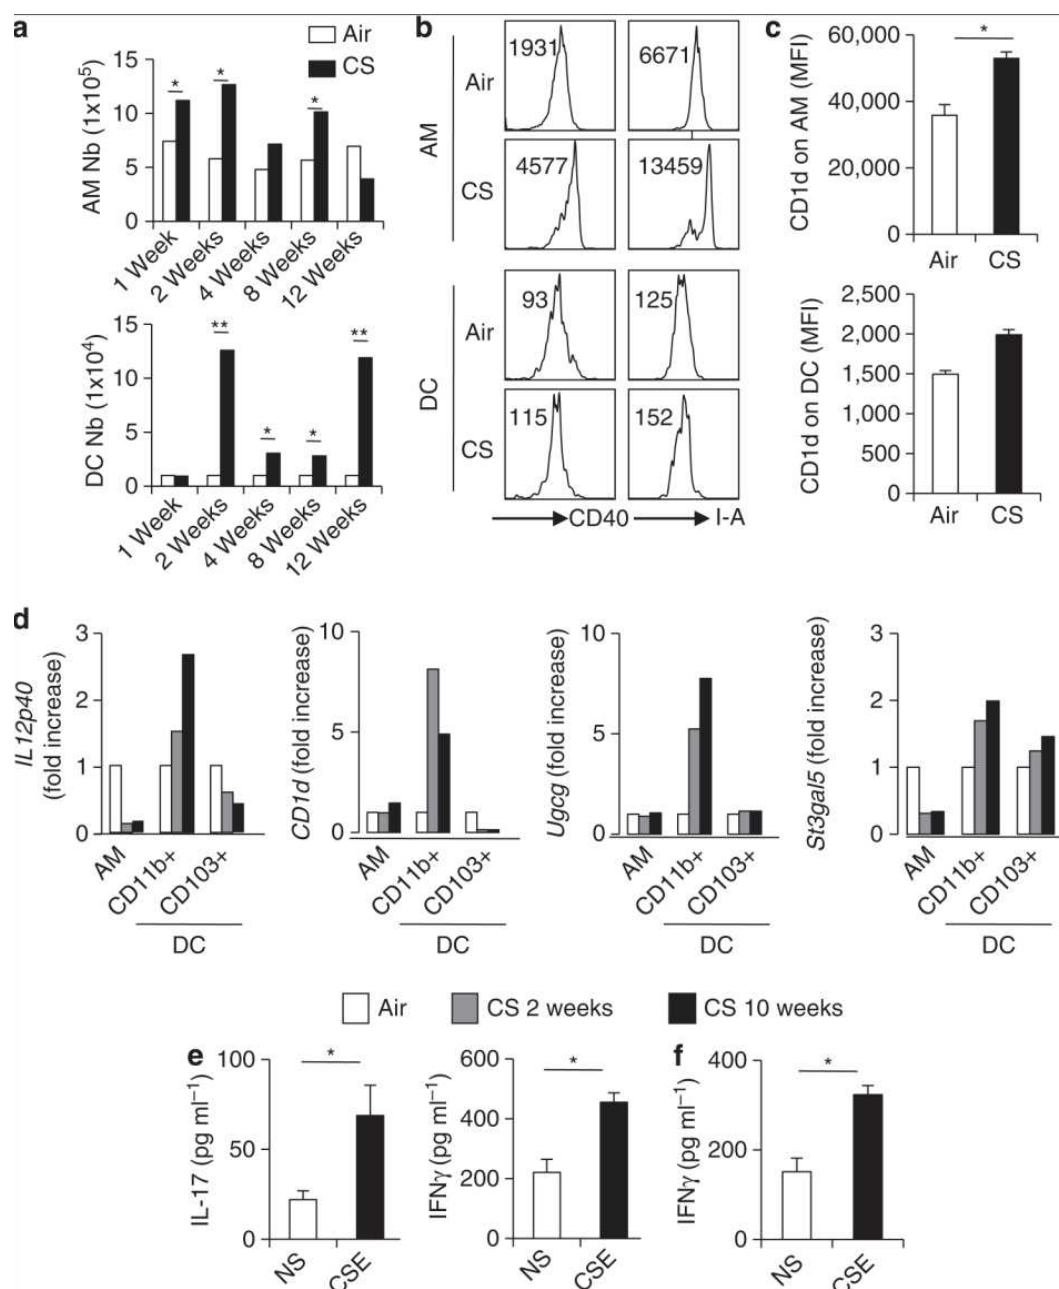 a
Air
CS
AM Nb (1x10⁵)
15
10
5
0
*
*
*
1 Week
2 Weeks
4 Weeks
8 Weeks
12 Weeks
DC Nb (1x10⁴)
15
10
5
0
**
*
*
**
1 Week
2 Weeks
4 Weeks
8 Weeks
12 Weeks
b
AM
Air
1931
6671
CS
4577
13459
DC
Air
93
125
CS
115
152
CD40
I-A
c
CD1d on AM (MFI)
60,000
40,000
20,000
0
*
Air
CS
CD1d on DC (MFI)
2,500
2,000
1,500
1,000
500
0
Air
CS
d
IL12p40
(fold increase)
3
2
1
0
AM
CD11b+
CD103+
DC
CD1d (fold increase)
10
5
0
AM
CD11b+
CD103+
DC
Ugcg (fold increase)
10
5
0
AM
CD11b+
CD103+
DC
St3gal5 (fold increase)
3
2
1
0
AM
CD11b+
CD103+
DC
Air
CS 2 weeks
CS 10 weeks
e
IL-17 (pg ml⁻¹)
100
50
0
*
NS
CSE
IFNγ (pg ml⁻¹)
600
400
200
0
*
NS
CSE
f
IFNγ (pg ml⁻¹)
400
200
0
*
NS
CSE